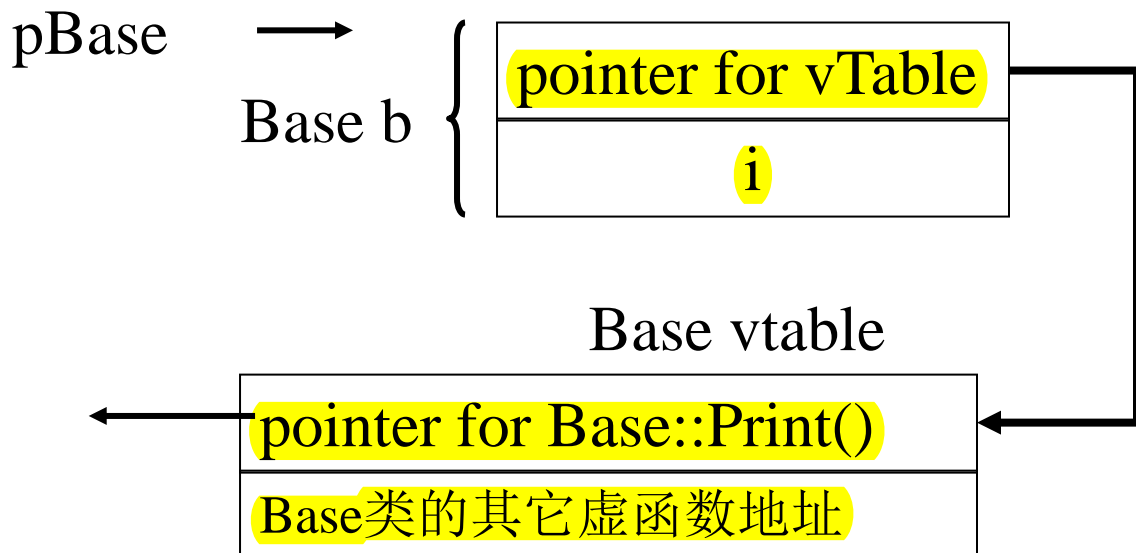 pBase
pointer for vTable
Base b
i
Base vtable
pointer for Base::Print()
Base类的其它虚函数地址